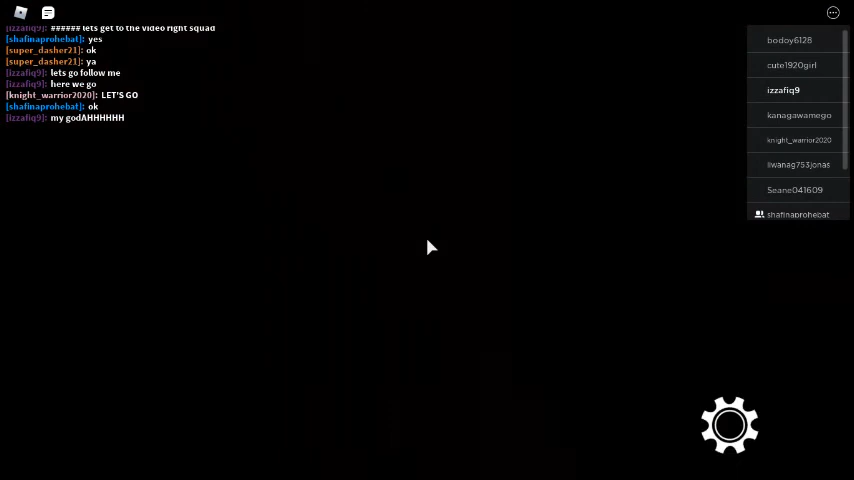 [izzafiq9]: ###### lets get to the video right squad
[shafinaprohebat]: yes
[super_dasher21]: ok
[super_dasher21]: ya
[izzafiq9]: lets go follow me
[izzafiq9]: here we go
[knight_warrior2020]: LET'S GO
[shafinaprohebat]: ok
[izzafiq9]: my godAHHHHHH
bodoy6128
cute1920girl
izzafiq9
kanagawamego
knight_warrior2020
liwanag753jonas
Seane041609
shafinaprohebat